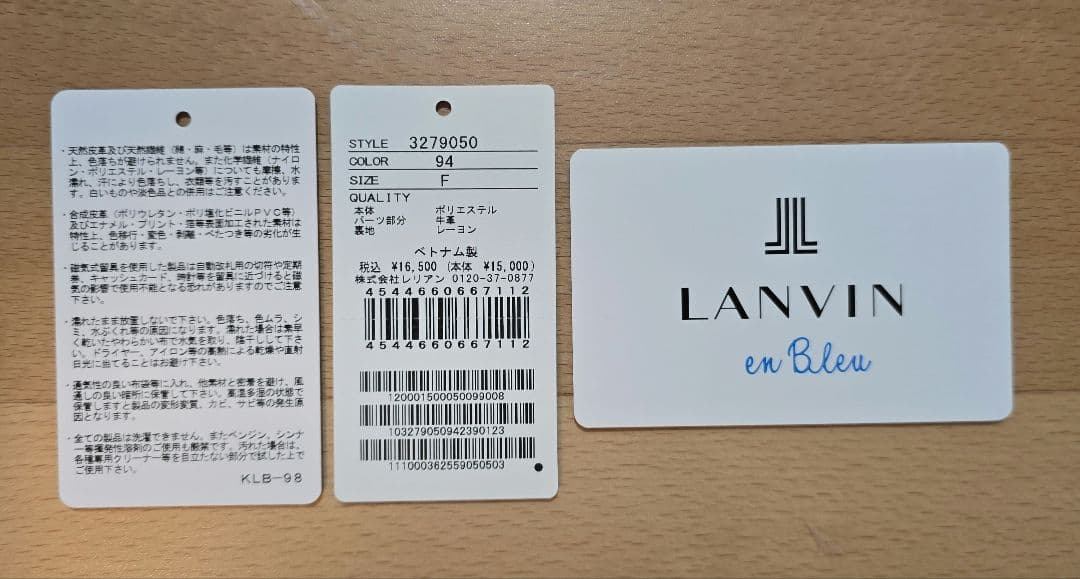 ・天然皮革及び天然繊維（綿・麻・毛等）は素材の特性
上、色落ちが避けられません。また化学繊維（ナイロ
ン・ポリエステル・レーヨン等）についても摩擦、水
濡れ、汗により色落ちし、衣類等を汚すことがありま
す。白いものや淡色品との併用はご注意ください。
・合成皮革（ポリウレタン・ポリ塩化ビニルPVC等）
及びエナメル・プリント・箔等表面加工された素材は
特性上、色移行・変色・剥離・べたつき等の劣化が生
じることがあります。
・磁気式留具を使用した製品は自動改札用の切符や定期
券、キャッシュカード、時計等を留具に近づけると磁
気の影響で使用不能となる恐れがありますのでご注意
下さい。
・濡れたまま放置しないで下さい。色落ち、色ムラ、シ
ミ、水ぶくれ等の原因になります。濡れた場合は素早
く乾いたやわらかい布で水気を取り、陰干しして下さ
い。ドライヤー、アイロン等の高熱による乾燥や直射
日光に当てることはお避け下さい。
・通気性の良い布袋等に入れ、他素材と密着を避け、風
通しの良い暗所に保管して下さい。高温多湿の状態で
保管しますと製品の変形変質、カビ、サビ等の発生原
因となります。
・全ての製品は洗濯できません。またベンジン、シンナ
ー等揮発性溶剤のご使用も厳禁です。汚れた場合は、
各種専用クリーナー等を目立たない部分で試した上で
ご使用下さい。
KLB-98
STYLE 3279050
COLOR 94
SIZE F
QUALITY
本体 ポリエステル
パーツ部分 牛革
裏地 レーヨン
ベトナム製
税込 ¥16,500 (本体 ¥15,000)
株式会社レリアン 0120-37-0877
4544660667112
4544660667112
120001500050099008
103279050942390123
111000362559050503
LANVIN
en Bleu